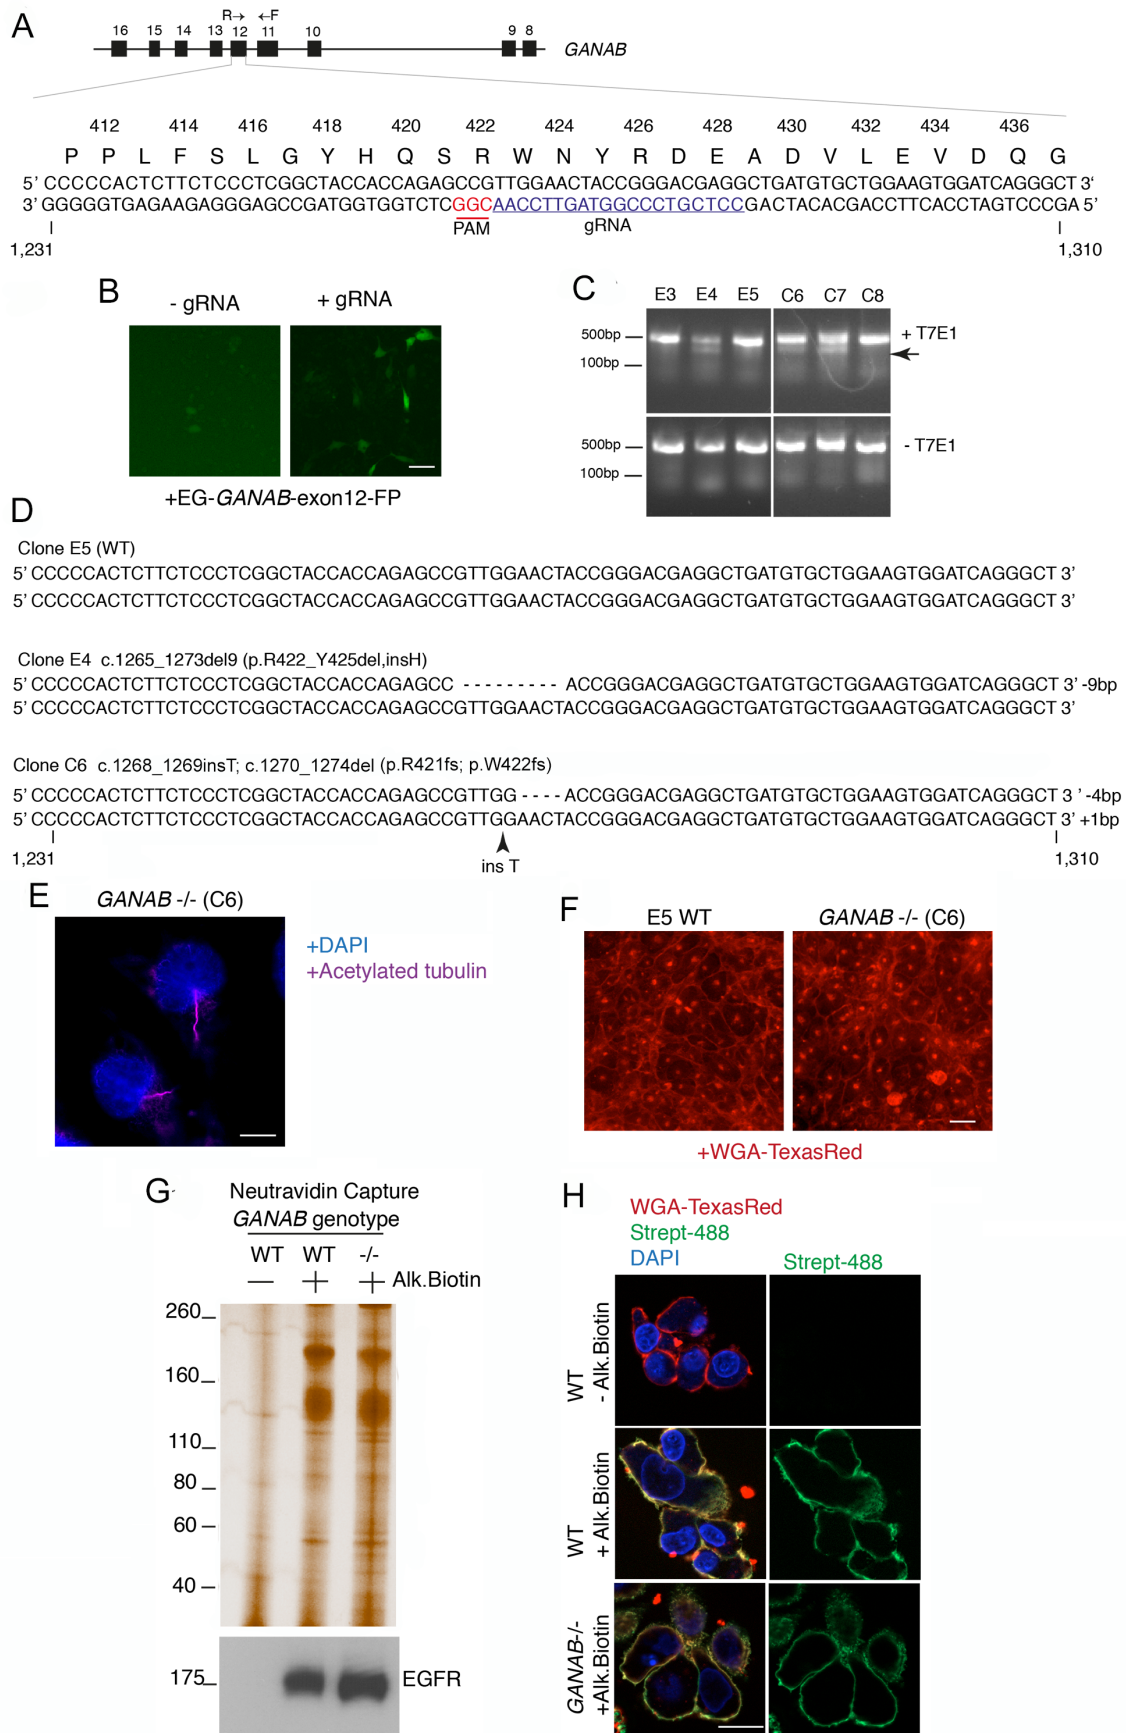 A
R→ ←F
16 15 14 13 12 11 10 9 8
GANAB
412 414 416 418 420 422 424 426 428 430 432 434 436
P P L F S L G Y H Q S R W N Y R D E A D V L E V D Q G
5' CCCCCACTCTTCTCCCTCGGCTACCACCAGAGCCGTTGGAACTACCGGGACGAGGCTGATGTGCTGGAAGTGGATCAGGGCT 3'
3' GGGGGTGAGAAGAGGGAGCCGATGGTGGTCTCGGCAACCTTGATGGCCCTGCTCCGACTACACGACCTTCACCTAGTCCCGA 5'
PAM gRNA
1,231 1,310
B
- gRNA + gRNA
+EG-GANAB-exon12-FP
C
E3 E4 E5 C6 C7 C8
500bp + T7E1
100bp
500bp - T7E1
100bp
D
Clone E5 (WT)
5' CCCCCACTCTTCTCCCTCGGCTACCACCAGAGCCGTTGGAACTACCGGGACGAGGCTGATGTGCTGGAAGTGGATCAGGGCT 3'
5' CCCCCACTCTTCTCCCTCGGCTACCACCAGAGCCGTTGGAACTACCGGGACGAGGCTGATGTGCTGGAAGTGGATCAGGGCT 3'
Clone E4 c.1265_1273del9 (p.R422_Y425del,insH)
5' CCCCCACTCTTCTCCCTCGGCTACCACCAGAGCC - - - - - - - - - ACCGGGACGAGGCTGATGTGCTGGAAGTGGATCAGGGCT 3' -9bp
5' CCCCCACTCTTCTCCCTCGGCTACCACCAGAGCCGTTGGAACTACCGGGACGAGGCTGATGTGCTGGAAGTGGATCAGGGCT 3'
Clone C6 c.1268_1269insT; c.1270_1274del (p.R421fs; p.W422fs)
5' CCCCCACTCTTCTCCCTCGGCTACCACCAGAGCCGTTGG - - - - ACCGGGACGAGGCTGATGTGCTGGAAGTGGATCAGGGCT 3 ' -4bp
5' CCCCCACTCTTCTCCCTCGGCTACCACCAGAGCCGTTGGAACTACCGGGACGAGGCTGATGTGCTGGAAGTGGATCAGGGCT 3' +1bp
1,231 ins T 1,310
E
GANAB -/- (C6)
+DAPI
+Acetylated tubulin
F
E5 WT GANAB -/- (C6)
+WGA-TexasRed
G
Neutravidin Capture
GANAB genotype
WT WT -/-
— + + Alk.Biotin
260
160
110
80
60
40
175 EGFR
H
WGA-TexasRed
Strept-488
DAPI Strept-488
WT
- Alk.Biotin
WT
+ Alk.Biotin
GANAB-/-
+Alk.Biotin